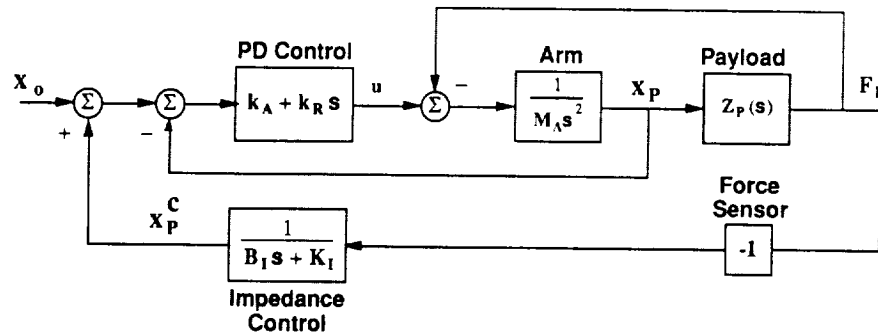 PD Control
Arm
Payload
X o
Σ
Σ
k A + k R s
u
Σ
1
M A s 2
X P
Z P (s)
+
−
−
X P C
1
B I s + K I
Impedance
Control
Force
Sensor
-1